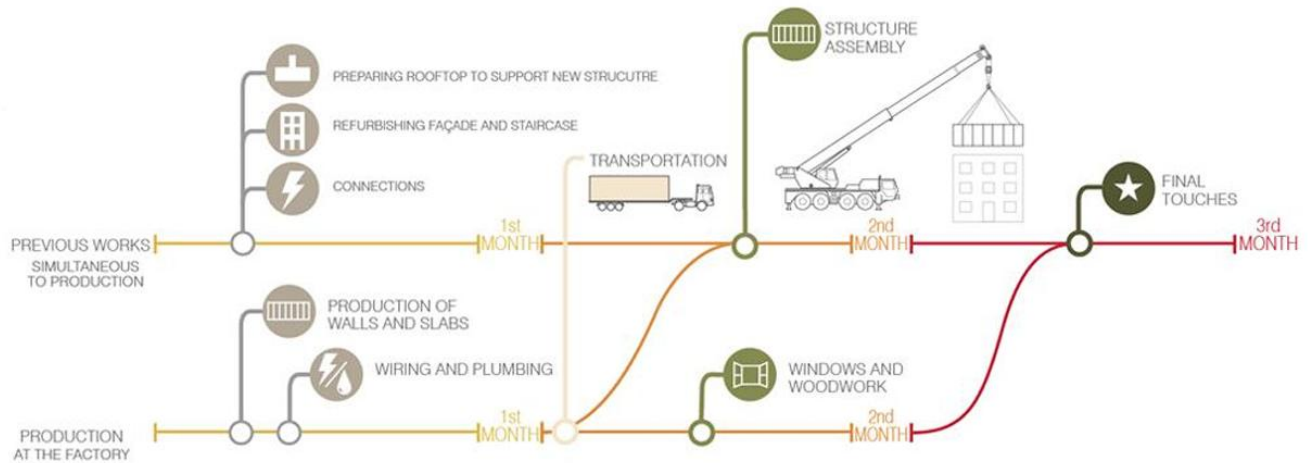 STRUCTURE
ASSEMBLY
PREPARING ROOFTOP TO SUPPORT NEW STRUCUTRE
REFURBISHING FAÇADE AND STAIRCASE
CONNECTIONS
TRANSPORTATION
FINAL
TOUCHES
PREVIOUS WORKS
SIMULTANEOUS
TO PRODUCTION
1st
MONTH
2nd
MONTH
3rd
MONTH
PRODUCTION OF
WALLS AND SLABS
WIRING AND PLUMBING
WINDOWS AND
WOODWORK
PRODUCTION
AT THE FACTORY
1st
MONTH
2nd
MONTH